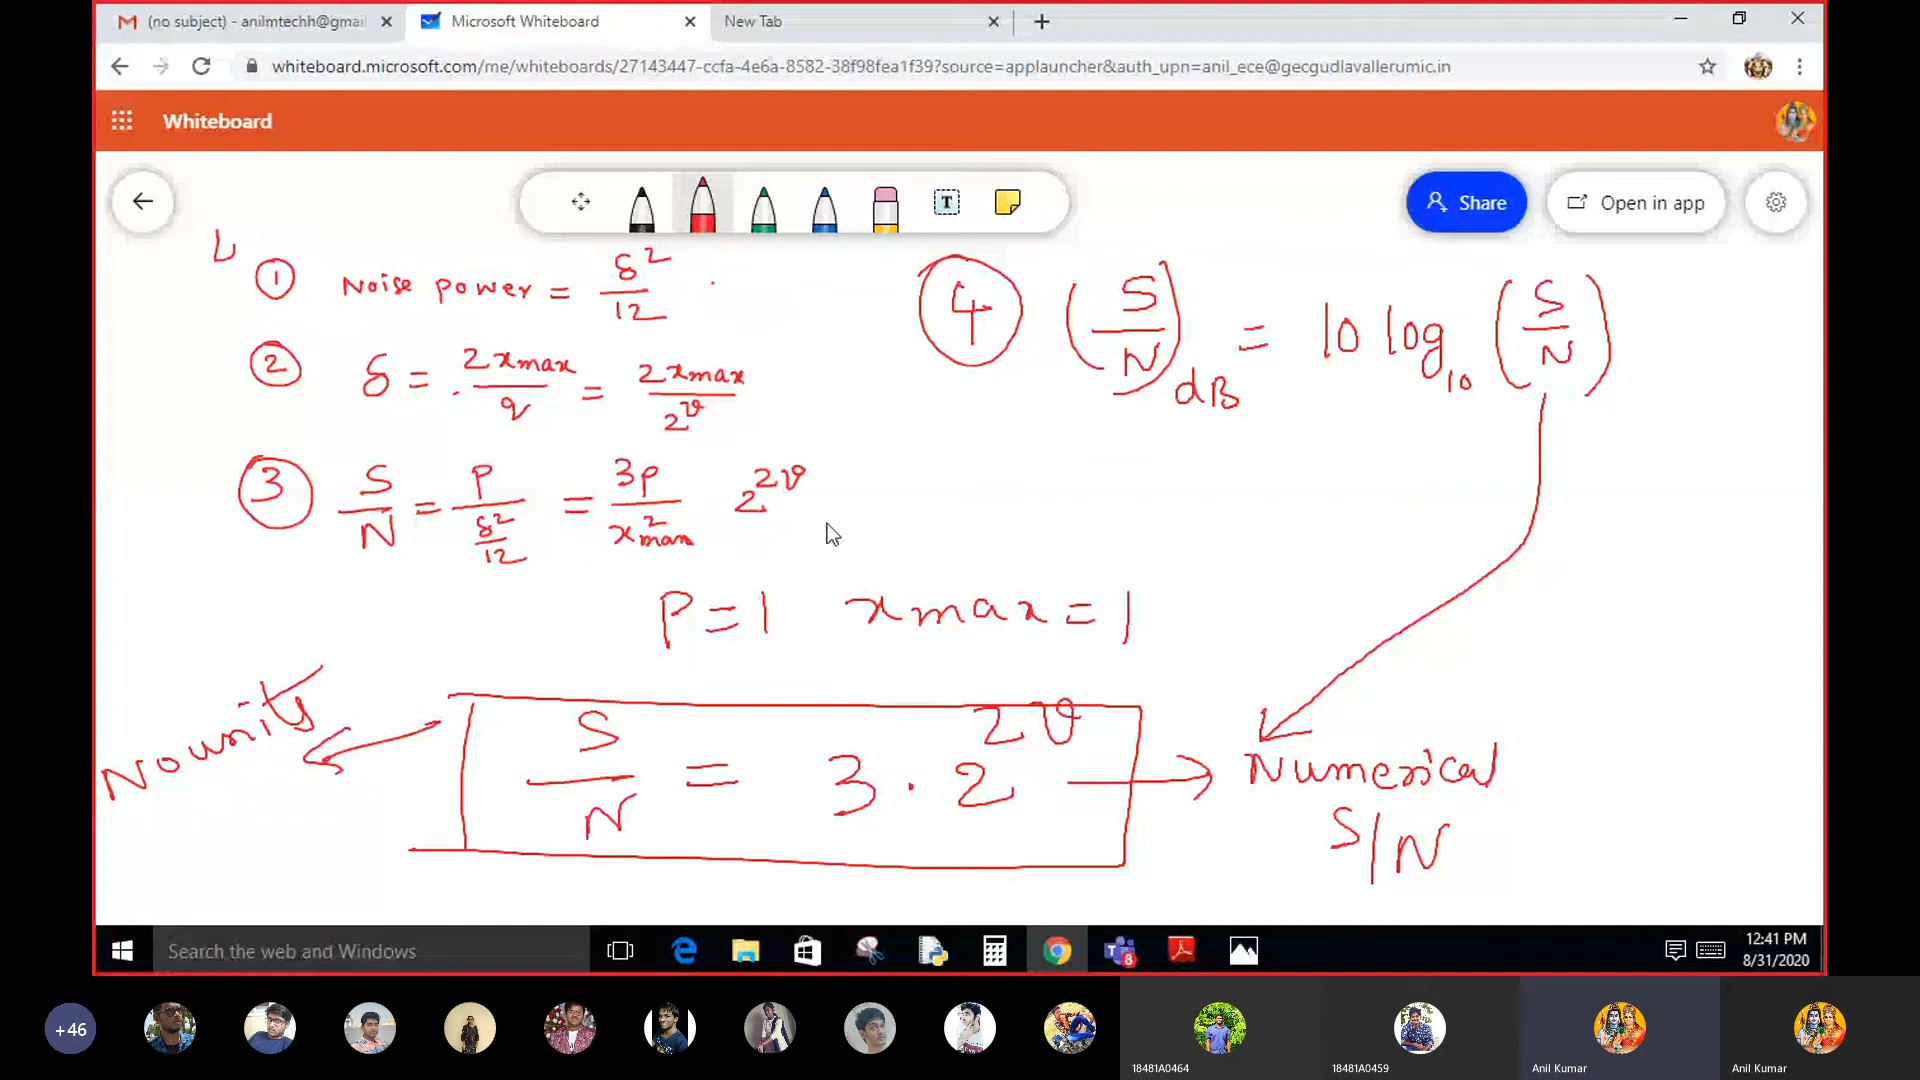 (no subject) - anilmtechh@gmai
Microsoft Whiteboard
New Tab
whiteboard.microsoft.com/me/whiteboards/27143447-ccfa-4e6a-8582-38f98fea1f39?source=applauncher&auth_upn=anil_ece@gecgudlavallerumic.in
Whiteboard
T
Share
Open in app
① Noise power = δ²/12
② δ = 2xmax/q = 2xmax/2^v
③ S/N = P/(δ²/12) = 3P/x²max 2^2v
P=1 xmax=1
No units
S/N = 3·2^2v
④ (S/N)dB = 10 log10 (S/N)
Numerical
S/N
Search the web and Windows
8
12:41 PM
8/31/2020
+46
18481A0464
18481A0459
Anil Kumar
Anil Kumar